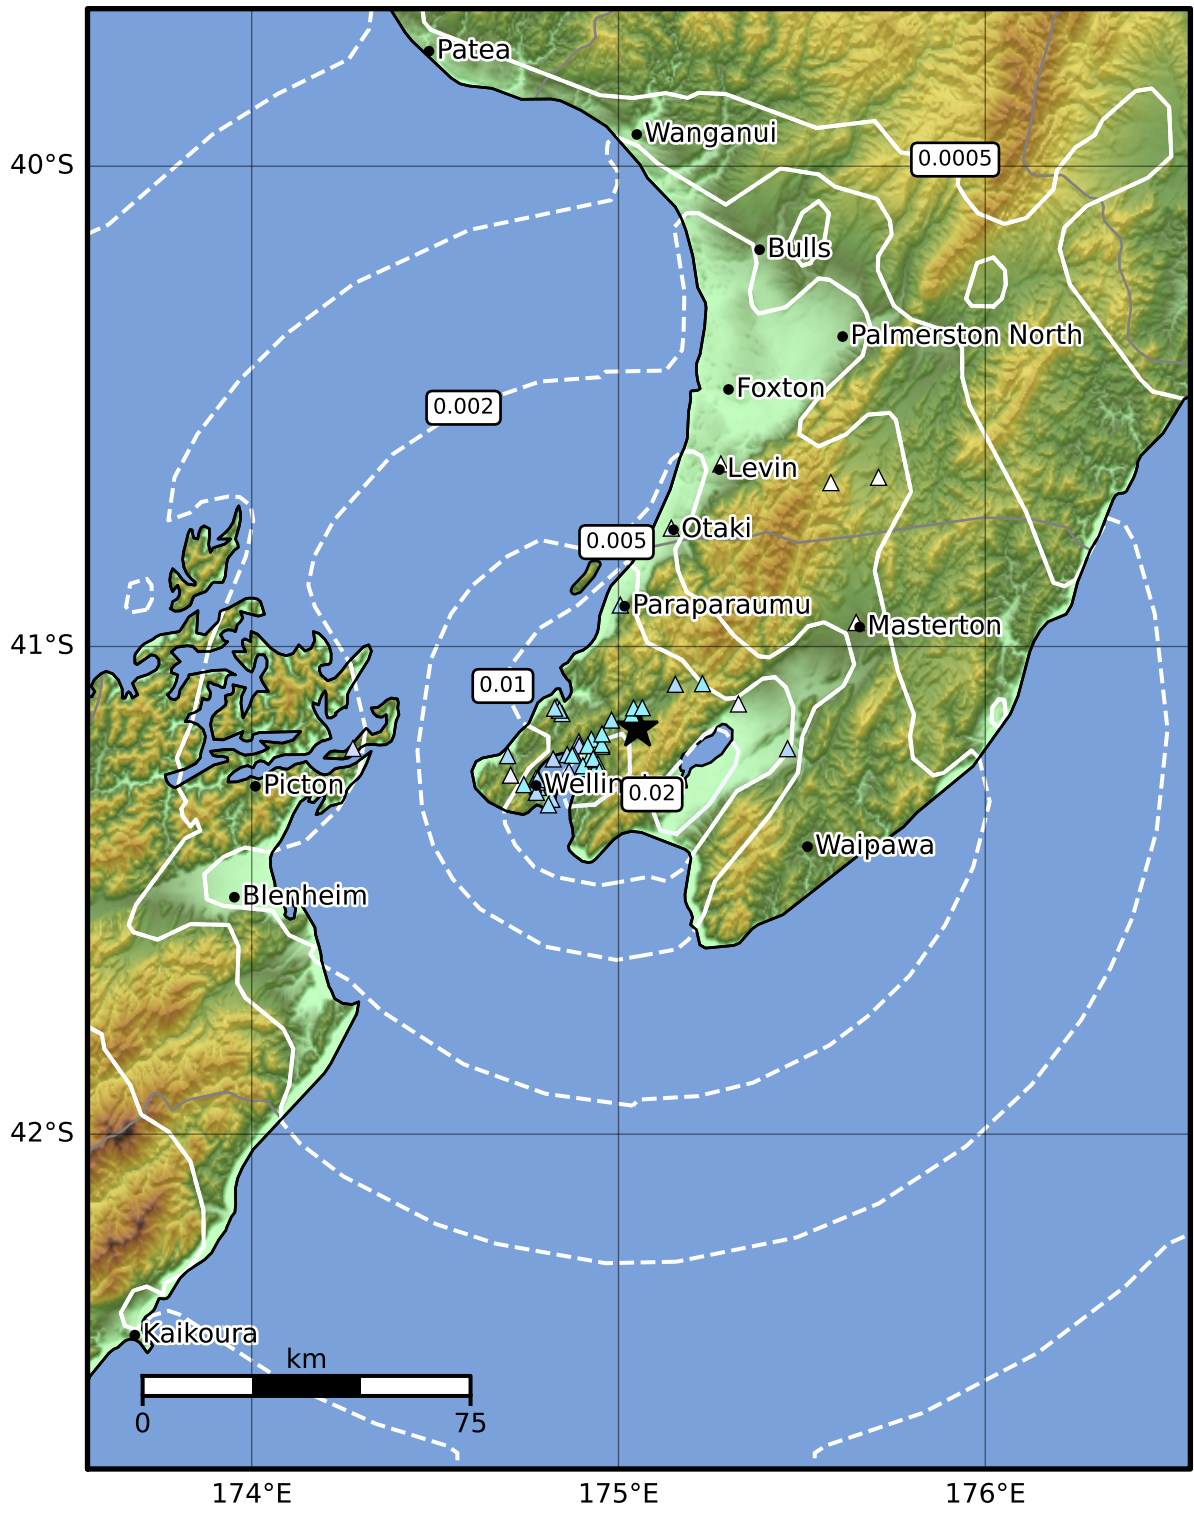 Patea
Wanganui
40°S
0.0005
Bulls
Palmerston North
Foxton
0.002
Levin
Otaki
0.005
Paraparaumu
Masterton
41°S
0.01
Picton
0.02
Waipawa
Blenheim
42°S
Kaikoura
km
0
75
174°E
175°E
176°E